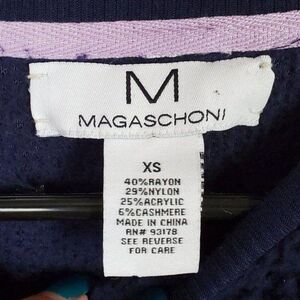 M
MAGASCHONI
XS
40%RAYON
29%NYLON
25%ACRYLIC
6%CASHMERE
MADE IN CHINA
RN# 93178
SEE REVERSE
FOR CARE